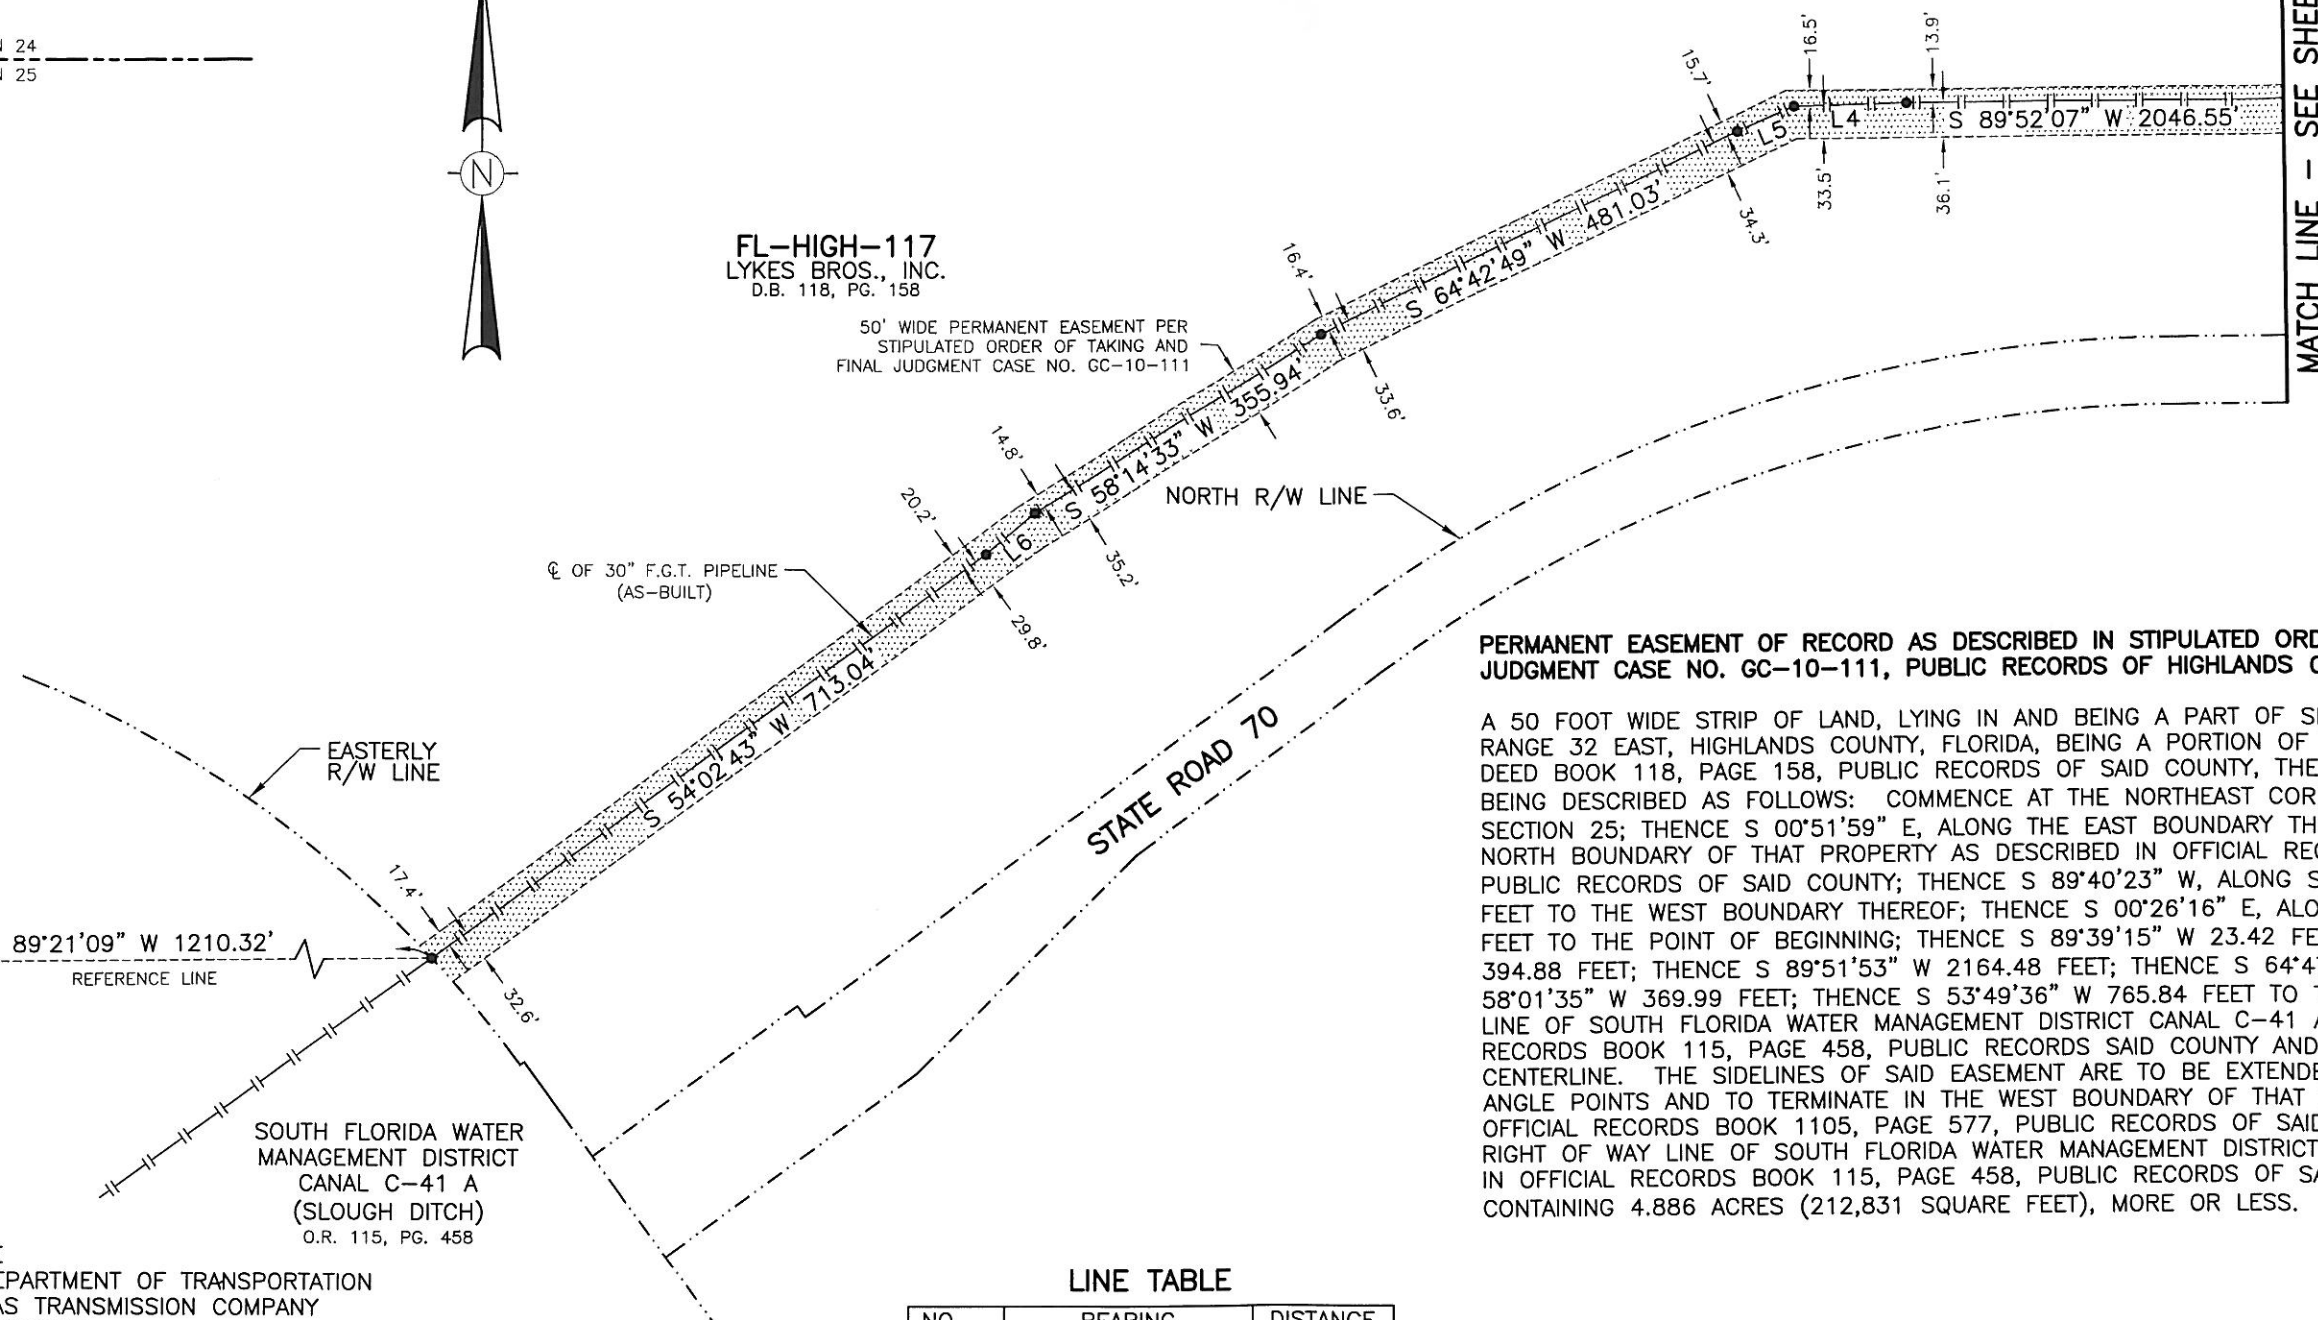 24
25
N
FL-HIGH-117
LYKES BROS., INC.
D.B. 118, PG. 158
50' WIDE PERMANENT EASEMENT PER
STIPULATED ORDER OF TAKING AND
FINAL JUDGMENT CASE NO. GC-10-111
15.7'
16.5'
13.9'
L5
L4
S 89°52'07" W 2046.55'
33.5'
36.1'
34.3'
MATCH LINE - SEE SHEE
16.4'
S 64°42'49" W 481.03'
33.6'
14.8'
S 58°14'33" W 355.94'
35.2'
NORTH R/W LINE
20.2'
L6
29.8'
℄ OF 30" F.G.T. PIPELINE
(AS-BUILT)
S 54°02'43" W 713.04'
STATE ROAD 70
EASTERLY
R/W LINE
17.4'
89°21'09" W 1210.32'
REFERENCE LINE
32.6'
SOUTH FLORIDA WATER
MANAGEMENT DISTRICT
CANAL C-41 A
(SLOUGH DITCH)
O.R. 115, PG. 458
EPARTMENT OF TRANSPORTATION
AS TRANSMISSION COMPANY
PERMANENT EASEMENT OF RECORD AS DESCRIBED IN STIPULATED ORD
JUDGMENT CASE NO. GC-10-111, PUBLIC RECORDS OF HIGHLANDS
A 50 FOOT WIDE STRIP OF LAND, LYING IN AND BEING A PART OF S
RANGE 32 EAST, HIGHLANDS COUNTY, FLORIDA, BEING A PORTION OF
DEED BOOK 118, PAGE 158, PUBLIC RECORDS OF SAID COUNTY, THE
BEING DESCRIBED AS FOLLOWS: COMMENCE AT THE NORTHEAST COR
SECTION 25; THENCE S 00°51'59" E, ALONG THE EAST BOUNDARY TH
NORTH BOUNDARY OF THAT PROPERTY AS DESCRIBED IN OFFICIAL REC
PUBLIC RECORDS OF SAID COUNTY; THENCE S 89°40'23" W, ALONG S
FEET TO THE WEST BOUNDARY THEREOF; THENCE S 00°26'16" E, ALO
FEET TO THE POINT OF BEGINNING; THENCE S 89°39'15" W 23.42 FE
394.88 FEET; THENCE S 89°51'53" W 2164.48 FEET; THENCE S 64°4
58°01'35" W 369.99 FEET; THENCE S 53°49'36" W 765.84 FEET TO T
LINE OF SOUTH FLORIDA WATER MANAGEMENT DISTRICT CANAL C-41 A
RECORDS BOOK 115, PAGE 458, PUBLIC RECORDS SAID COUNTY AND
CENTERLINE. THE SIDELINES OF SAID EASEMENT ARE TO BE EXTENDE
ANGLE POINTS AND TO TERMINATE IN THE WEST BOUNDARY OF THAT
OFFICIAL RECORDS BOOK 1105, PAGE 577, PUBLIC RECORDS OF SAID
RIGHT OF WAY LINE OF SOUTH FLORIDA WATER MANAGEMENT DISTRICT
IN OFFICIAL RECORDS BOOK 115, PAGE 458, PUBLIC RECORDS OF SA
CONTAINING 4.886 ACRES (212,831 SQUARE FEET), MORE OR LESS.
LINE TABLE
NO. BEARING DISTANCE